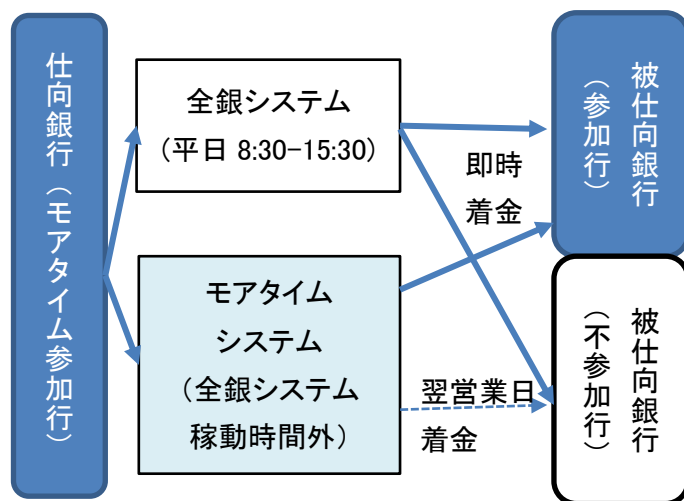 仕向銀行（モアタイム参加行）
全銀システム
(平日 8:30-15:30)
モアタイム
システム
（全銀システム
稼動時間外）
即時
着金
翌営業日
着金
被仕向銀行
（参加行）
被仕向銀行
（不参加行）